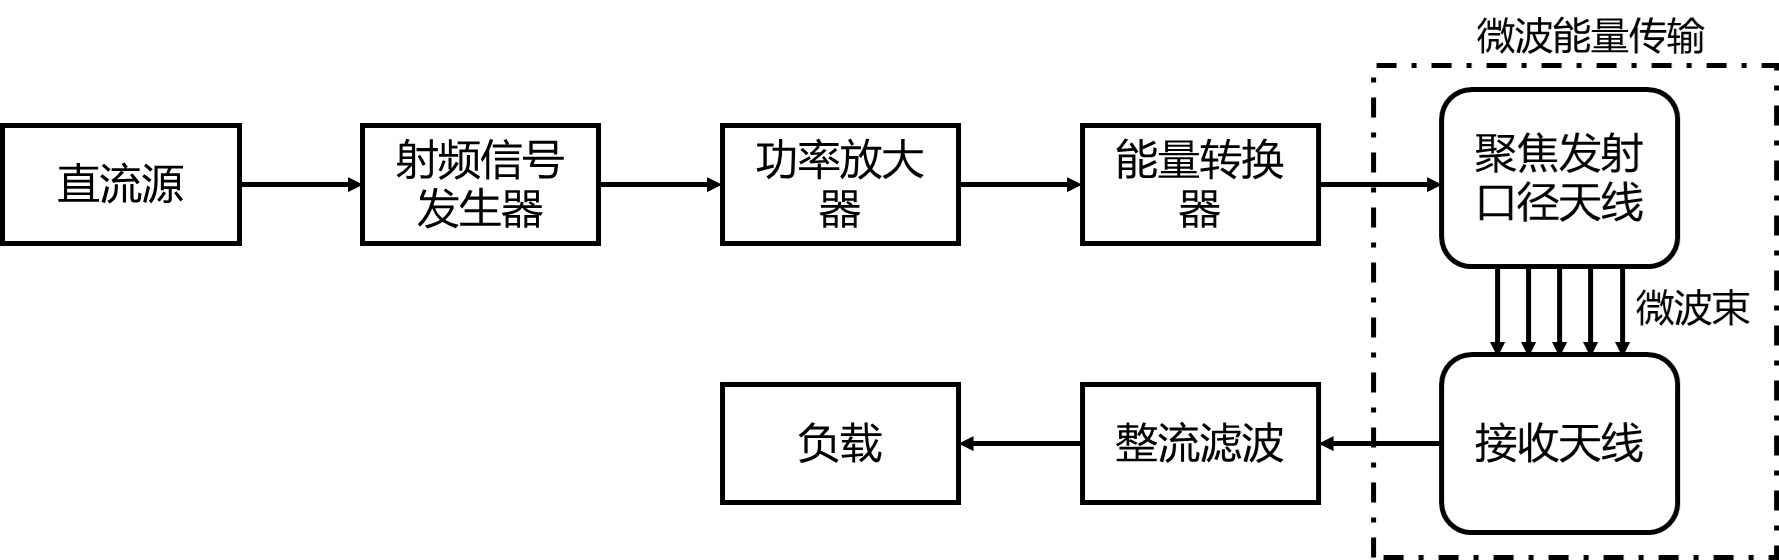 微波能量传输
直流源
射频信号
发生器
功率放大
器
能量转换
器
聚焦发射
口径天线
微波束
负载
整流滤波
接收天线